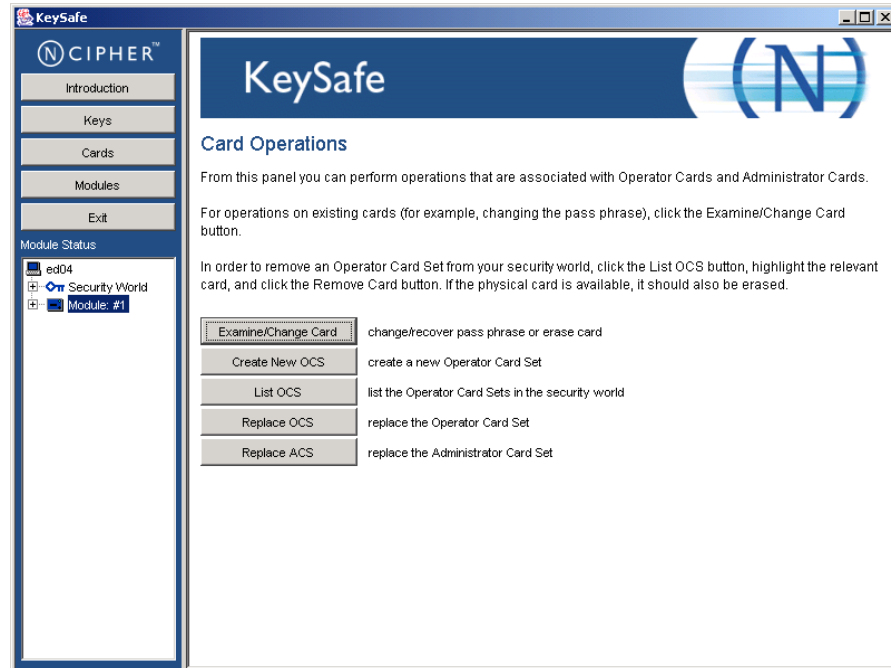 KeySafe
NCIPHER™
Introduction
Keys
Cards
Modules
Exit
Module Status
ed04
Security World
Module: #1
KeySafe
(N)
Card Operations
From this panel you can perform operations that are associated with Operator Cards and Administrator Cards.
For operations on existing cards (for example, changing the pass phrase), click the Examine/Change Card
button.
In order to remove an Operator Card Set from your security world, click the List OCS button, highlight the relevant
card, and click the Remove Card button. If the physical card is available, it should also be erased.
Examine/Change Card change/recover pass phrase or erase card
Create New OCS create a new Operator Card Set
List OCS list the Operator Card Sets in the security world
Replace OCS replace the Operator Card Set
Replace ACS replace the Administrator Card Set